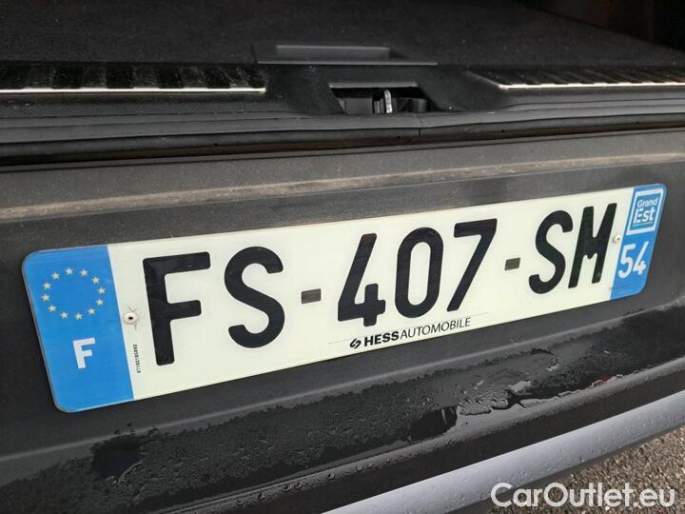 F
FS-407-SM
HESSAUTOMOBILE
Grand
Est
54
CarOutlet.eu